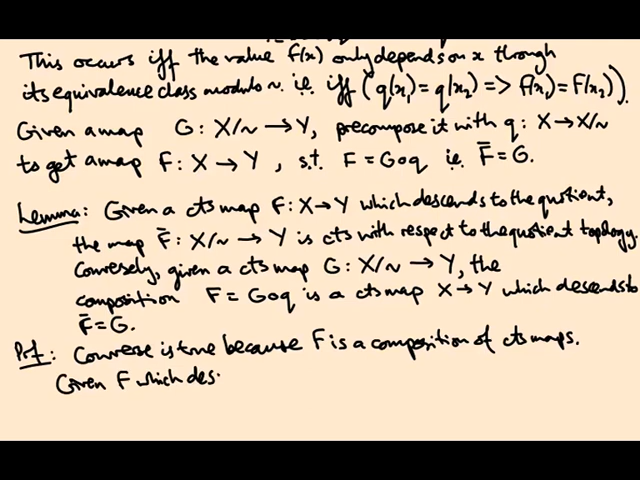 This occurs iff the value F(x) only depends on x through
its equivalence class modulo ~ i.e. iff ("q(x₁) = q(x₂) => F(x₁) = F(x₂)").
Given a map G: X/~ → Y, precompose it with q: X → X/~
to get a map F: X → Y, s.t. F = G∘q i.e. F̄ = G.
Lemma: Given a cts map F: X → Y which descends to the quotient,
the map F̄: X/~ → Y is cts with respect to the quotient topology.
Conversely, given a cts map G: X/~ → Y, the
composition F = G∘q is a cts map X → Y which descends to
F̄ = G.
Prf: Converse is true because F is a composition of cts maps.
Given F which des